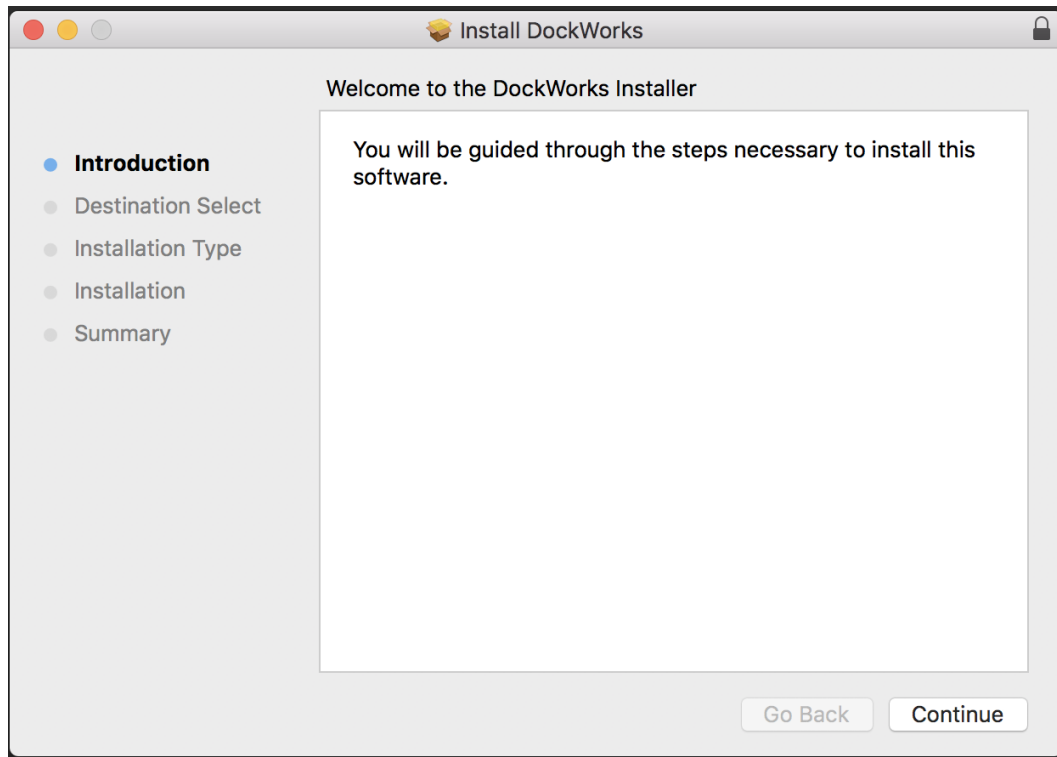 Install DockWorks
Welcome to the DockWorks Installer
Introduction
Destination Select
Installation Type
Installation
Summary
You will be guided through the steps necessary to install this
software.
Go Back
Continue